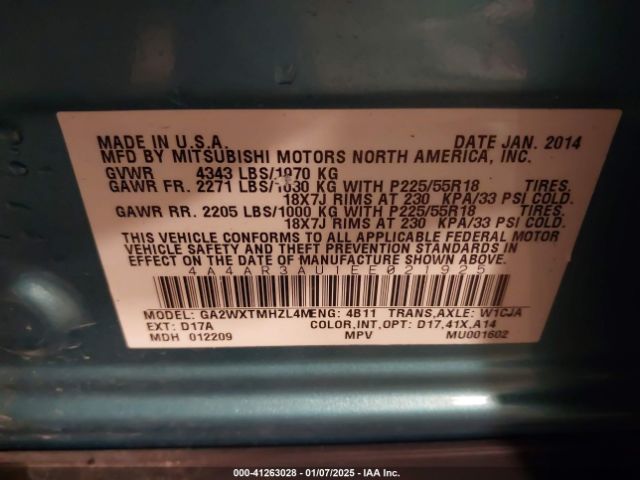 MADE IN U.S.A. DATE JAN. 2014
MFD BY MITSUBISHI MOTORS NORTH AMERICA, INC.
GVWR 4343 LBS/1970 KG
GAWR FR. 2271 LBS/1030 KG WITH P225/55R18 TIRES,
18X7J RIMS AT 230 KPA/33 PSI COLD.
GAWR RR. 2205 LBS/1000 KG WITH P225/55R18 TIRES.
18X7J RIMS AT 230 KPA/33 PSI COLD.
THIS VEHICLE CONFORMS TO ALL APPLICABLE FEDERAL MOTOR
VEHICLE SAFETY AND THEFT PREVENTION STANDARDS IN
EFFECT ON THE DATE OF MANUFACTURE SHOWN ABOVE.
4A4AR3AU1EE021925
MODEL: GA2WXTMHZL4M ENG: 4B11 TRANS,AXLE: W1CJA
EXT: D17A COLOR,INT,OPT: D17,41X,A14
MDH 012209 MPV MU001602
000-41263028 - 01/07/2025 - IAA Inc.